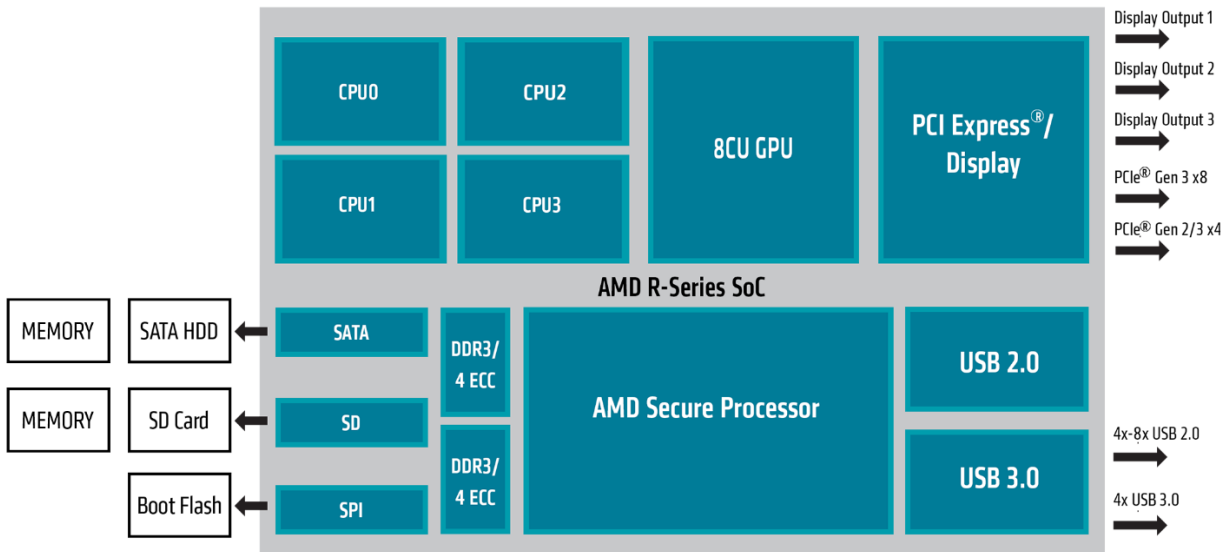 Display Output 1
Display Output 2
Display Output 3
PCIe® Gen 3 x8
PCIe® Gen 2/3 x4
CPU0
CPU2
8CU GPU
PCI Express®/
Display
CPU1
CPU3
AMD R-Series SoC
MEMORY
SATA HDD
SATA
DDR3/
4 ECC
AMD Secure Processor
USB 2.0
MEMORY
SD Card
SD
DDR3/
4 ECC
USB 3.0
4x-8x USB 2.0
4x USB 3.0
Boot Flash
SPI